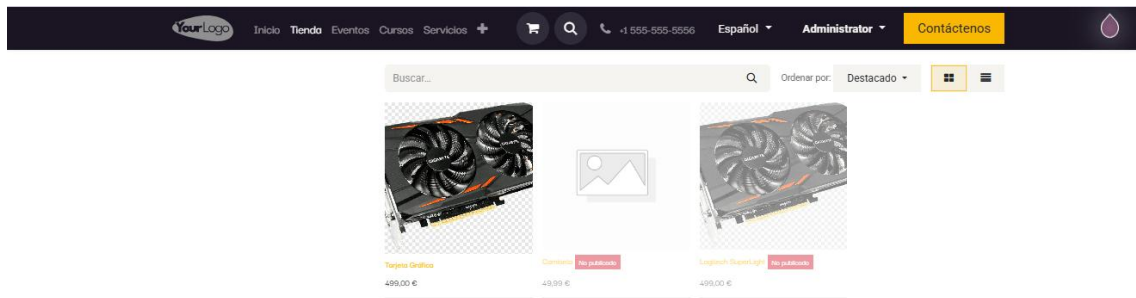 YourLogo
Inicio Tienda Eventos Cursos Servicios
+1 555-555-5556
Español
Administrator
Contáctenos
Buscar...
Ordenar por: Destacado
GIGABYTE
Tarjeta Gráfica
499,00 €
No publicado
49,99 €
Logitech SuperLight No publicado
499,00 €